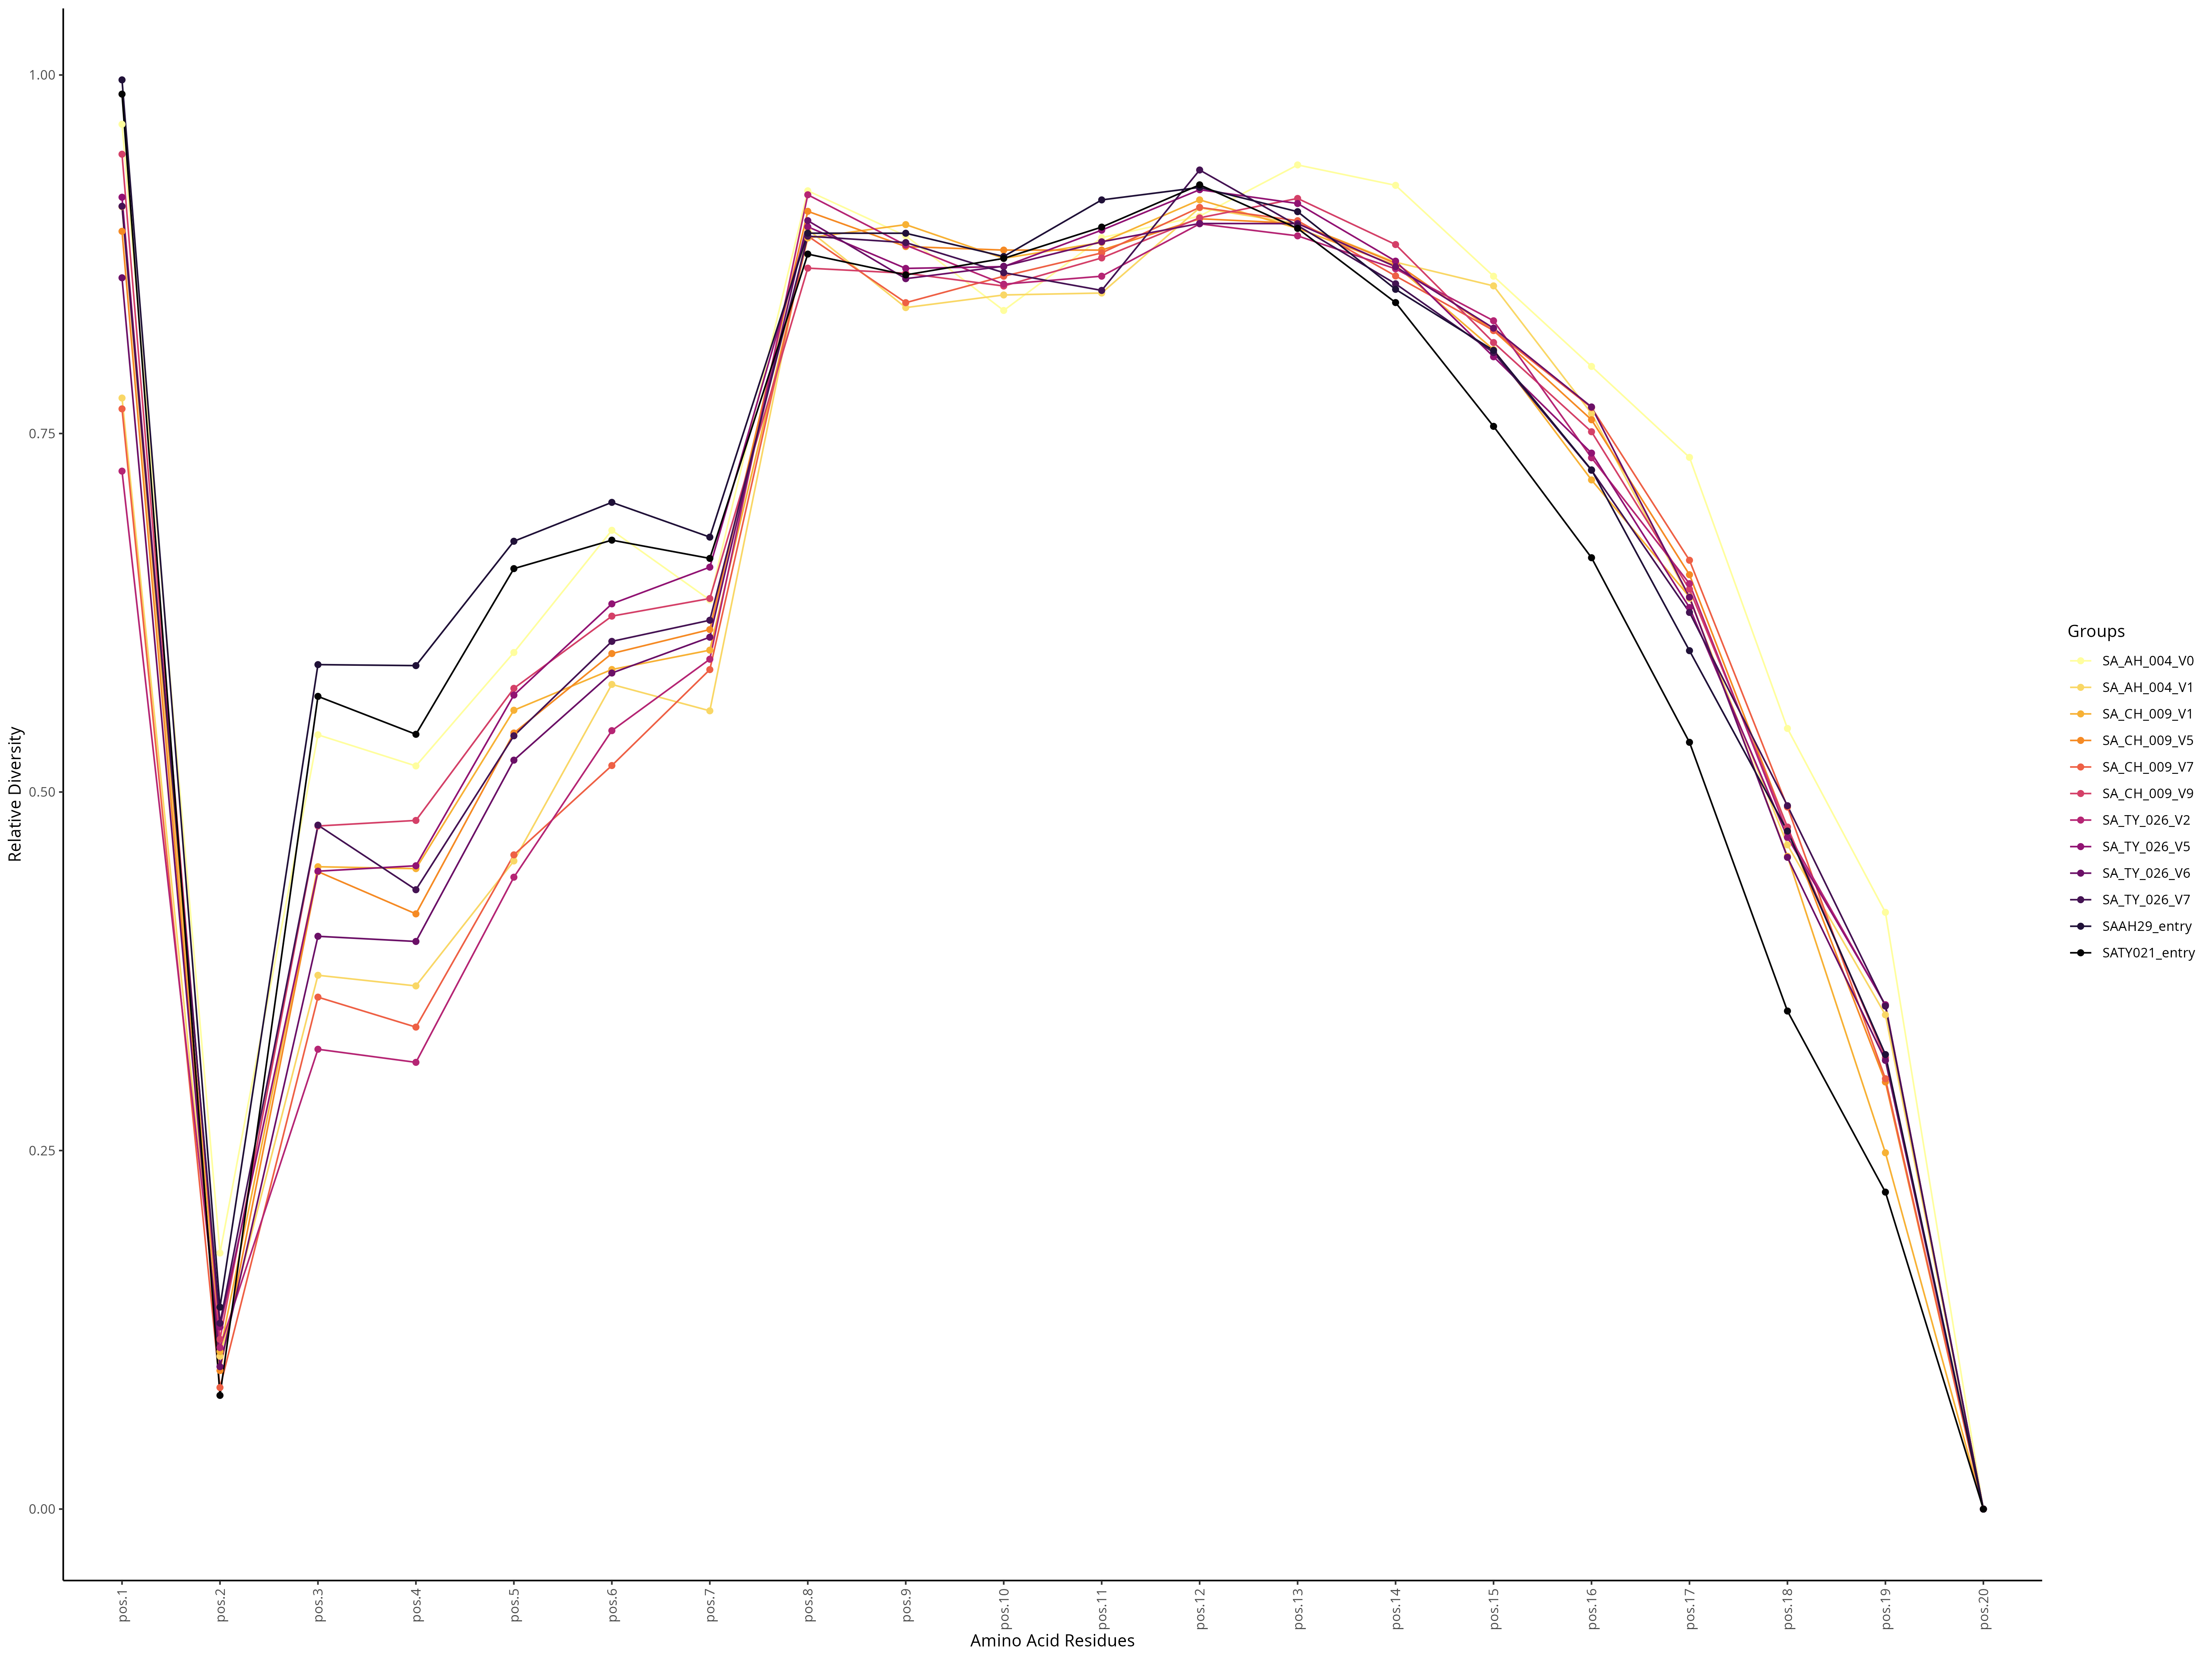 1.00
0.75
0.50
0.25
0.00
Relative Diversity
pos.1
pos.2
pos.3
pos.4
pos.5
pos.6
pos.7
pos.8
pos.9
pos.10
pos.11
pos.12
pos.13
pos.14
pos.15
pos.16
pos.17
pos.18
pos.19
pos.20
Amino Acid Residues
Groups
SA_AH_004_V0
SA_AH_004_V1
SA_CH_009_V1
SA_CH_009_V5
SA_CH_009_V7
SA_CH_009_V9
SA_TY_026_V2
SA_TY_026_V5
SA_TY_026_V6
SA_TY_026_V7
SAAH29_entry
SATY021_entry